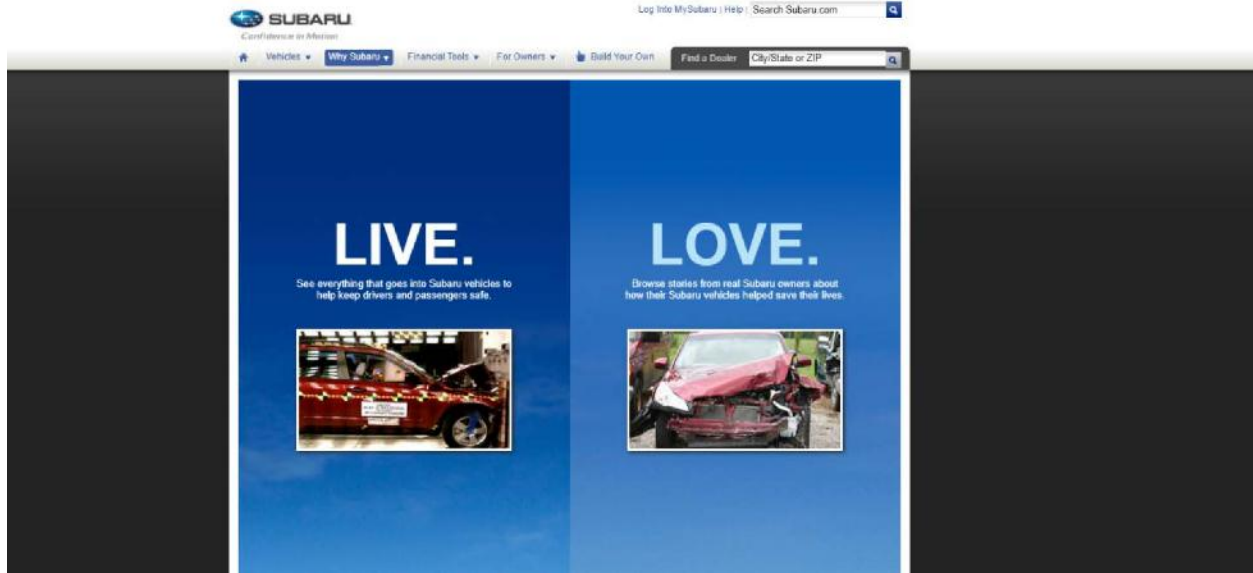 SUBARU
Log Into MySubaru | Help | Search Subaru.com
Confidence in Motion
Vehicles Why Subaru Financial Tools For Owners Build Your Own Find a Dealer City/State or ZIP
LIVE.
See everything that goes into Subaru vehicles to
help keep drivers and passengers safe.
LOVE.
Browse stories from real Subaru owners about
how their Subaru vehicles helped save their lives.